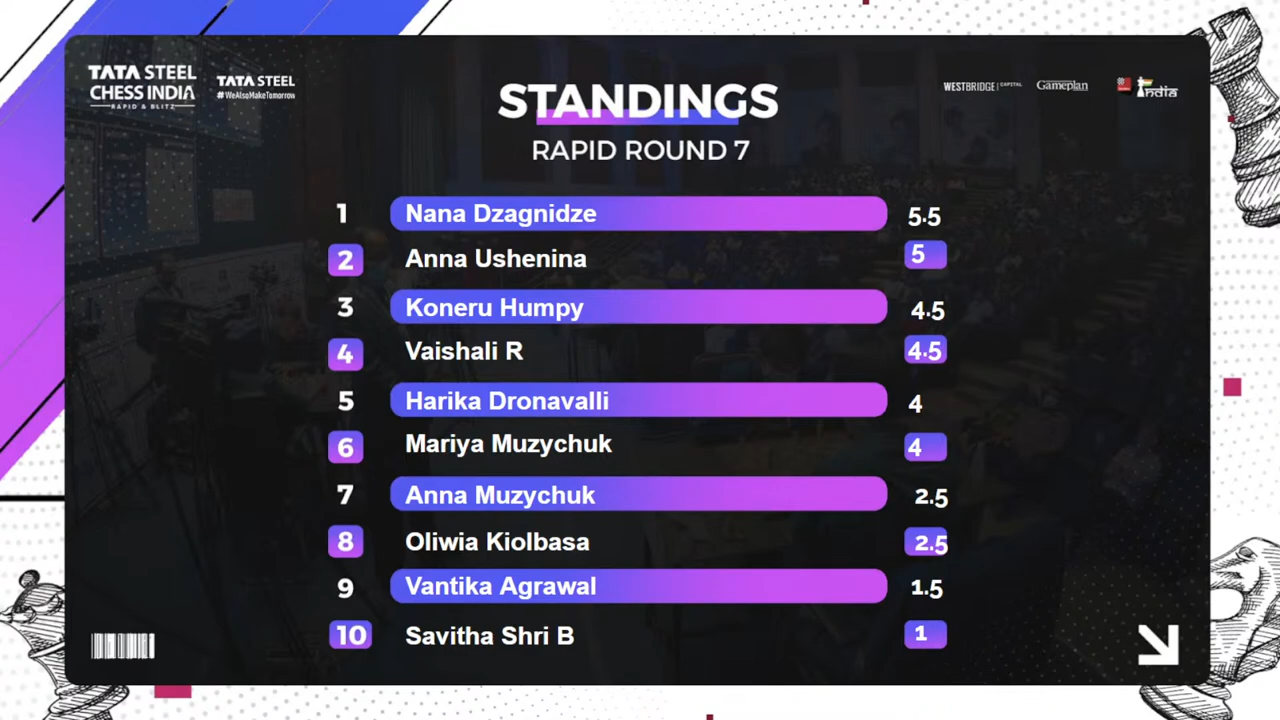 TATA STEEL
CHESS INDIA
RAPID & BLITZ
TATA STEEL
#WeAlsoMakeTomorrow
STANDINGS
RAPID ROUND 7
WESTBRIDGE | CAPITAL
Gameplan
India
1 Nana Dzagnidze 5.5
2 Anna Ushenina 5
3 Koneru Humpy 4.5
4 Vaishali R 4.5
5 Harika Dronavalli 4
6 Mariya Muzychuk 4
7 Anna Muzychuk 2.5
8 Oliwia Kiolbasa 2.5
9 Vantika Agrawal 1.5
10 Savitha Shri B 1